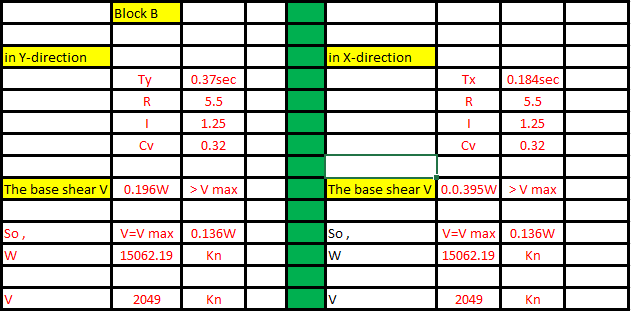 Block B
in Y-direction in X-direction
Ty 0.37sec Tx 0.184sec
R 5.5 R 5.5
I 1.25 I 1.25
Cv 0.32 Cv 0.32
The base shear V 0.196W > V max The base shear V 0.0.395W > V max
So , V=V max 0.136W So , V=V max 0.136W
W 15062.19 Kn W 15062.19 Kn
V 2049 Kn V 2049 Kn